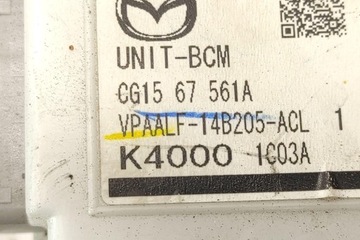 UNIT-BCM
CG15 67 561A
VPAALF-14B205-ACL 1
K4000 1C03A